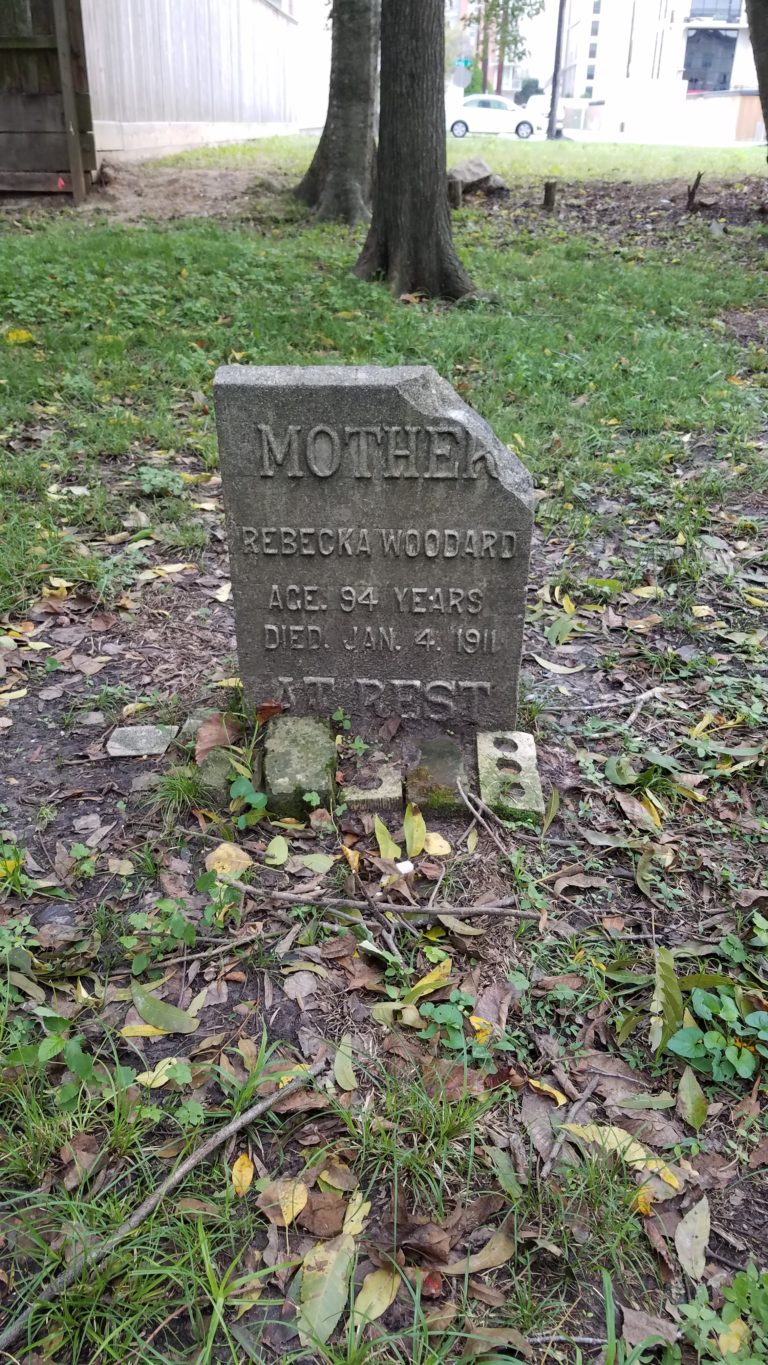 MOTHER
REBECKA WOODARD
AGE. 94 YEARS
DIED. JAN. 4. 1911
AT REST